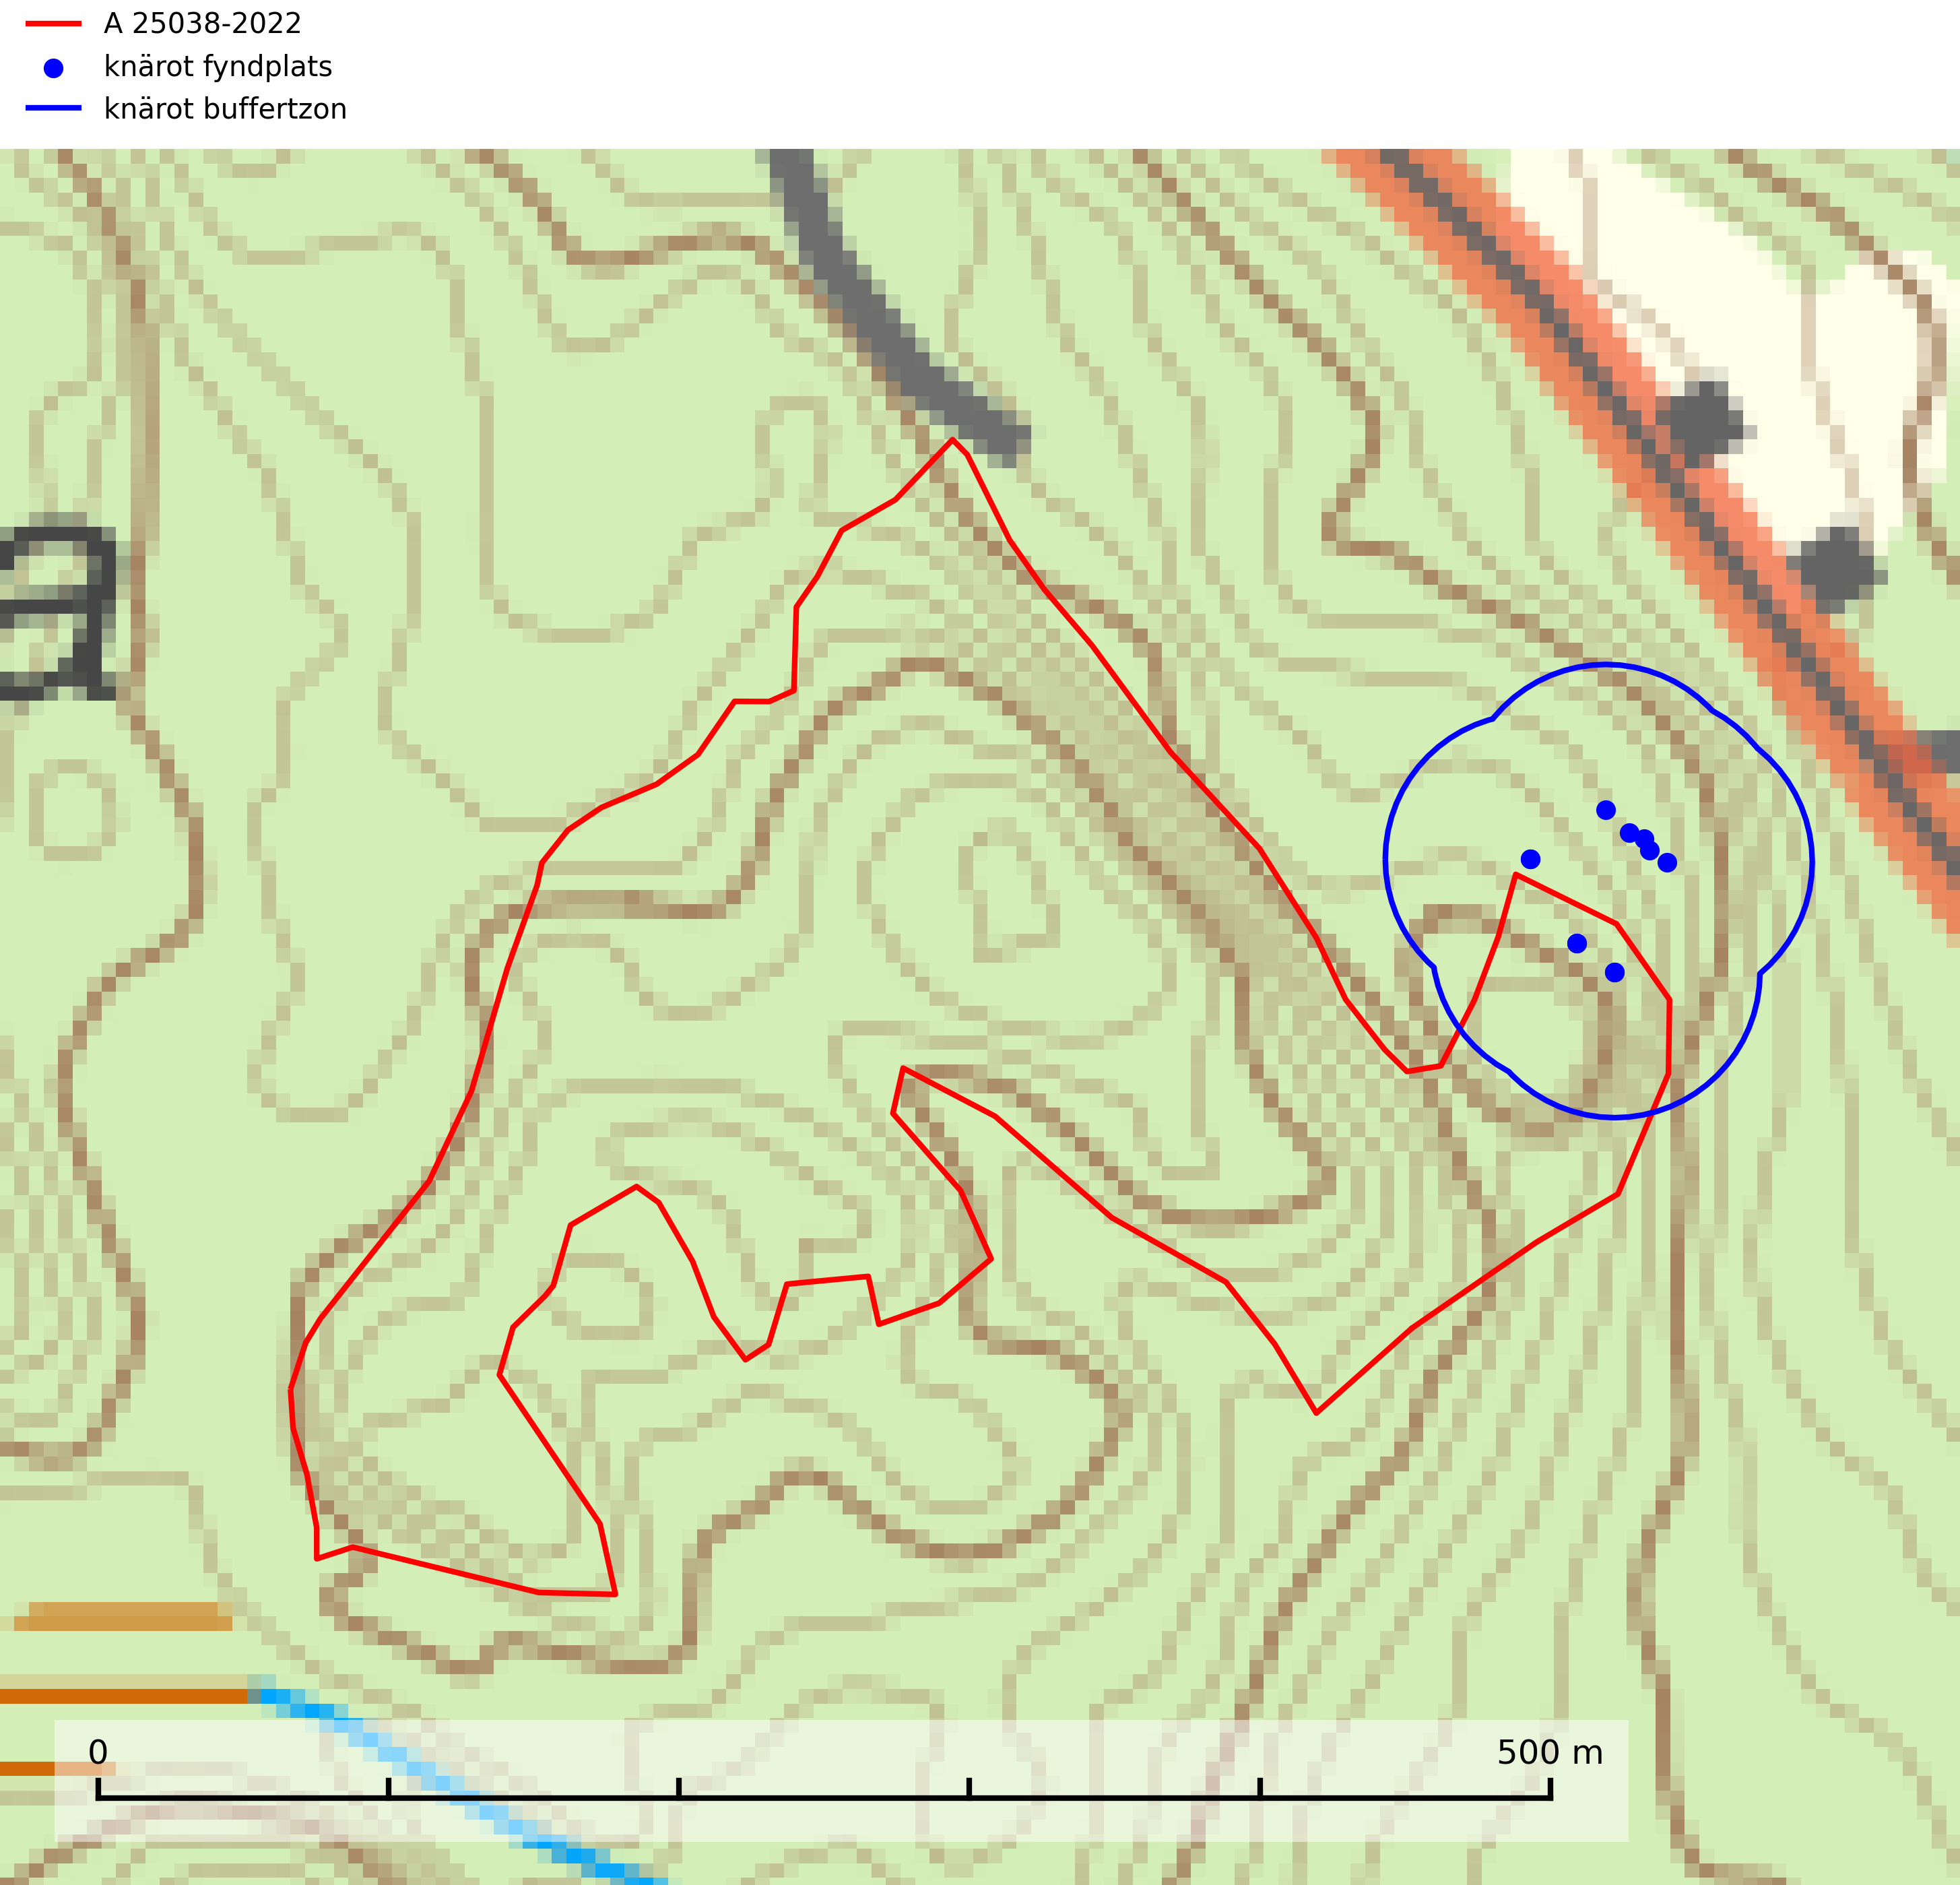 A 25038-2022
knärot fyndplats
knärot buffertzon
a
0 500 m